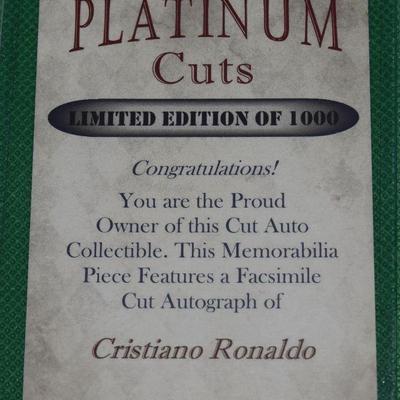 PLATINUM
Cuts
LIMITED EDITION OF 1000
Congratulations!
You are the Proud
Owner of this Cut Auto
Collectible. This Memorabilia
Piece Features a Facsimile
Cut Autograph of
Cristiano Ronaldo